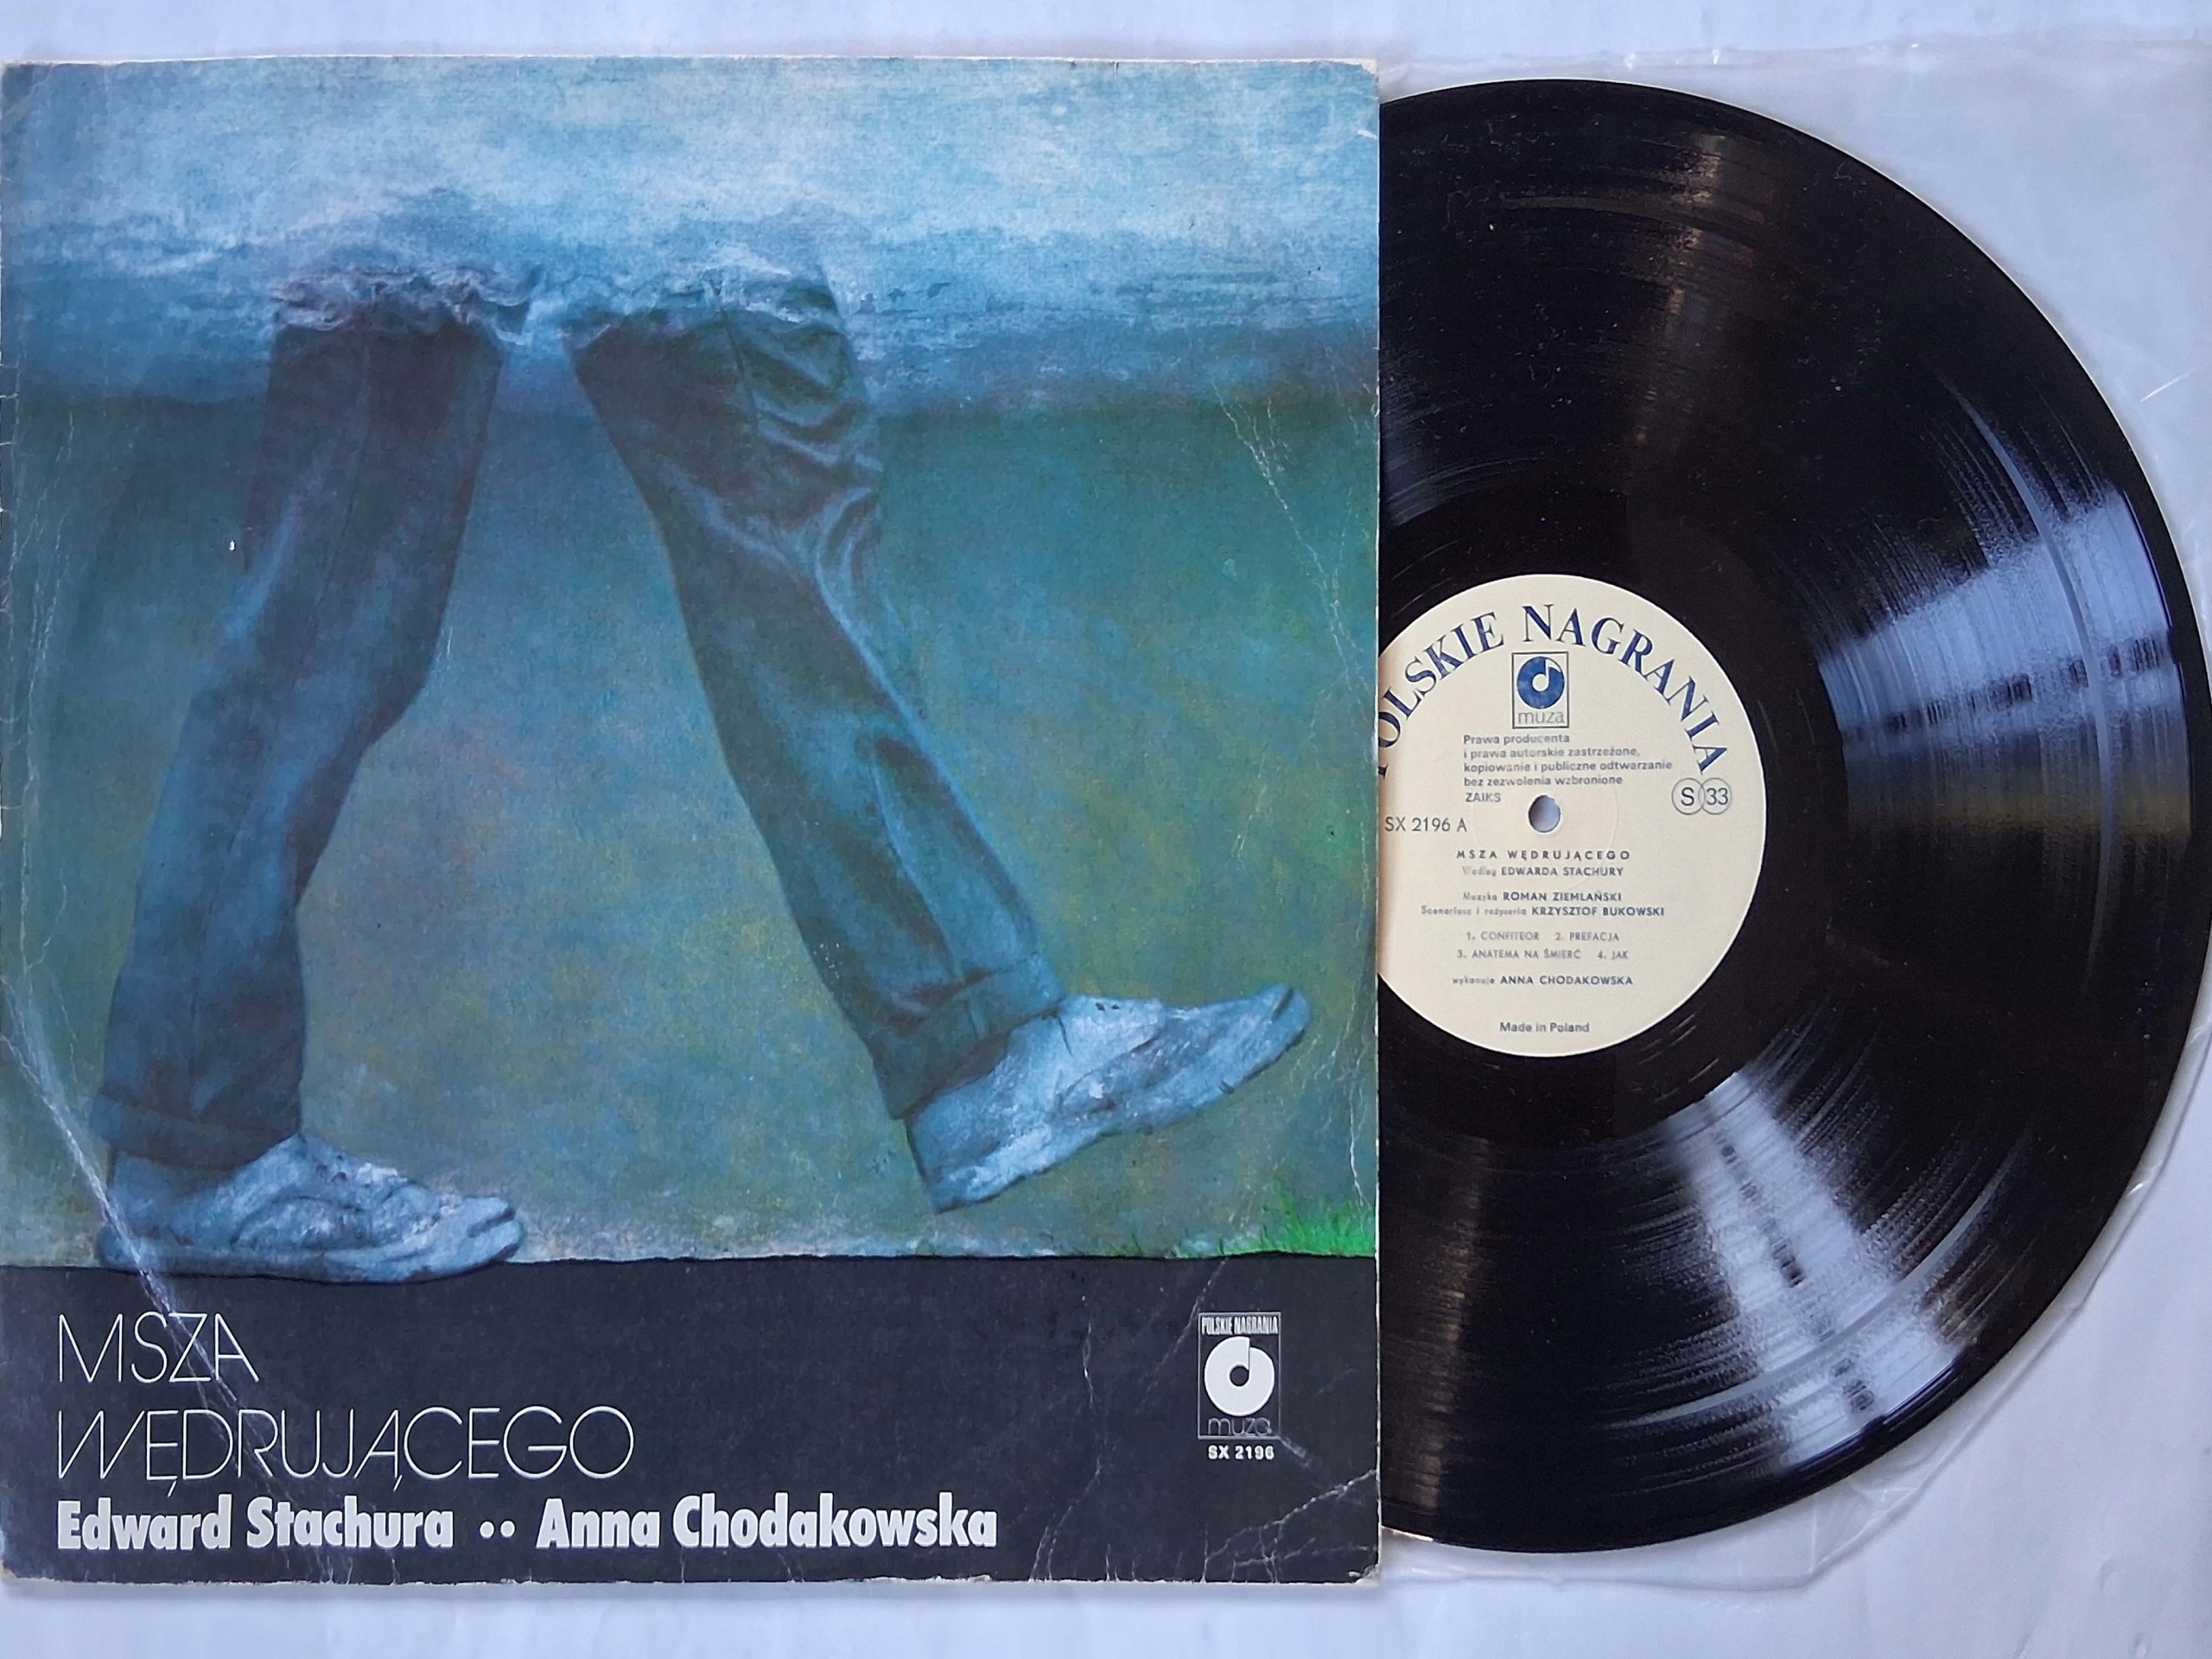 MSZA
WĘDRUJĄCEGO
Edward Stachura •• Anna Chodakowska
POLSKIE NAGRANIA
muza
SX 2196
POLSKIE NAGRANIA
muza
Prawa producenta
i prawa autorskie zastrzeżone,
kopiowanie i publiczne odtwarzanie
bez zezwolenia wzbronione
ZAIKS
S 33
SX 2196 A
MSZA WĘDRUJĄCEGO
Według EDWARDA STACHURY
Muzyka ROMAN ZIEMLAŃSKI
Scenariusz i reżyseria KRZYSZTOF BUKOWSKI
1. CONFITEOR 2. PREFACJA
3. ANATEMA NA ŚMIERĆ 4. JAK
wykonuje ANNA CHODAKOWSKA
Made in Poland